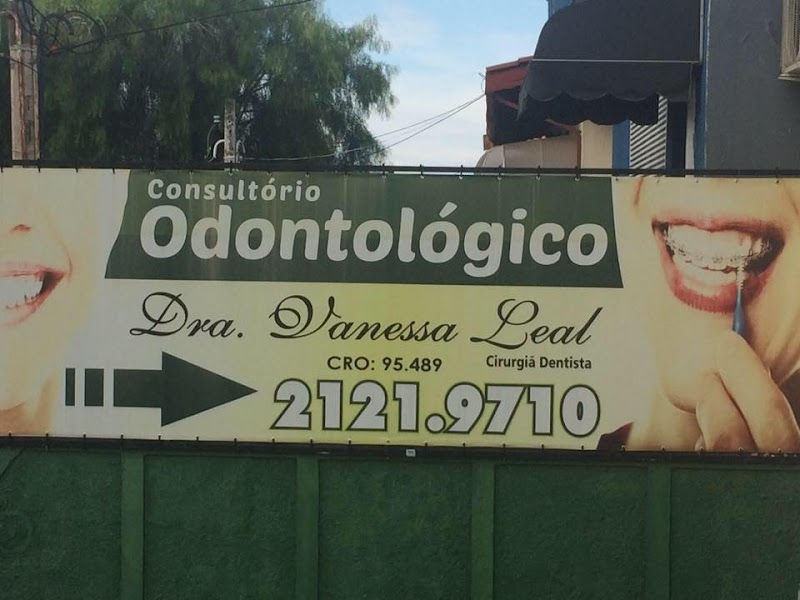 Consultório
Odontológico
Dra. Vanessa Leal
CRO: 95.489 Cirurgiã Dentista
2121.9710